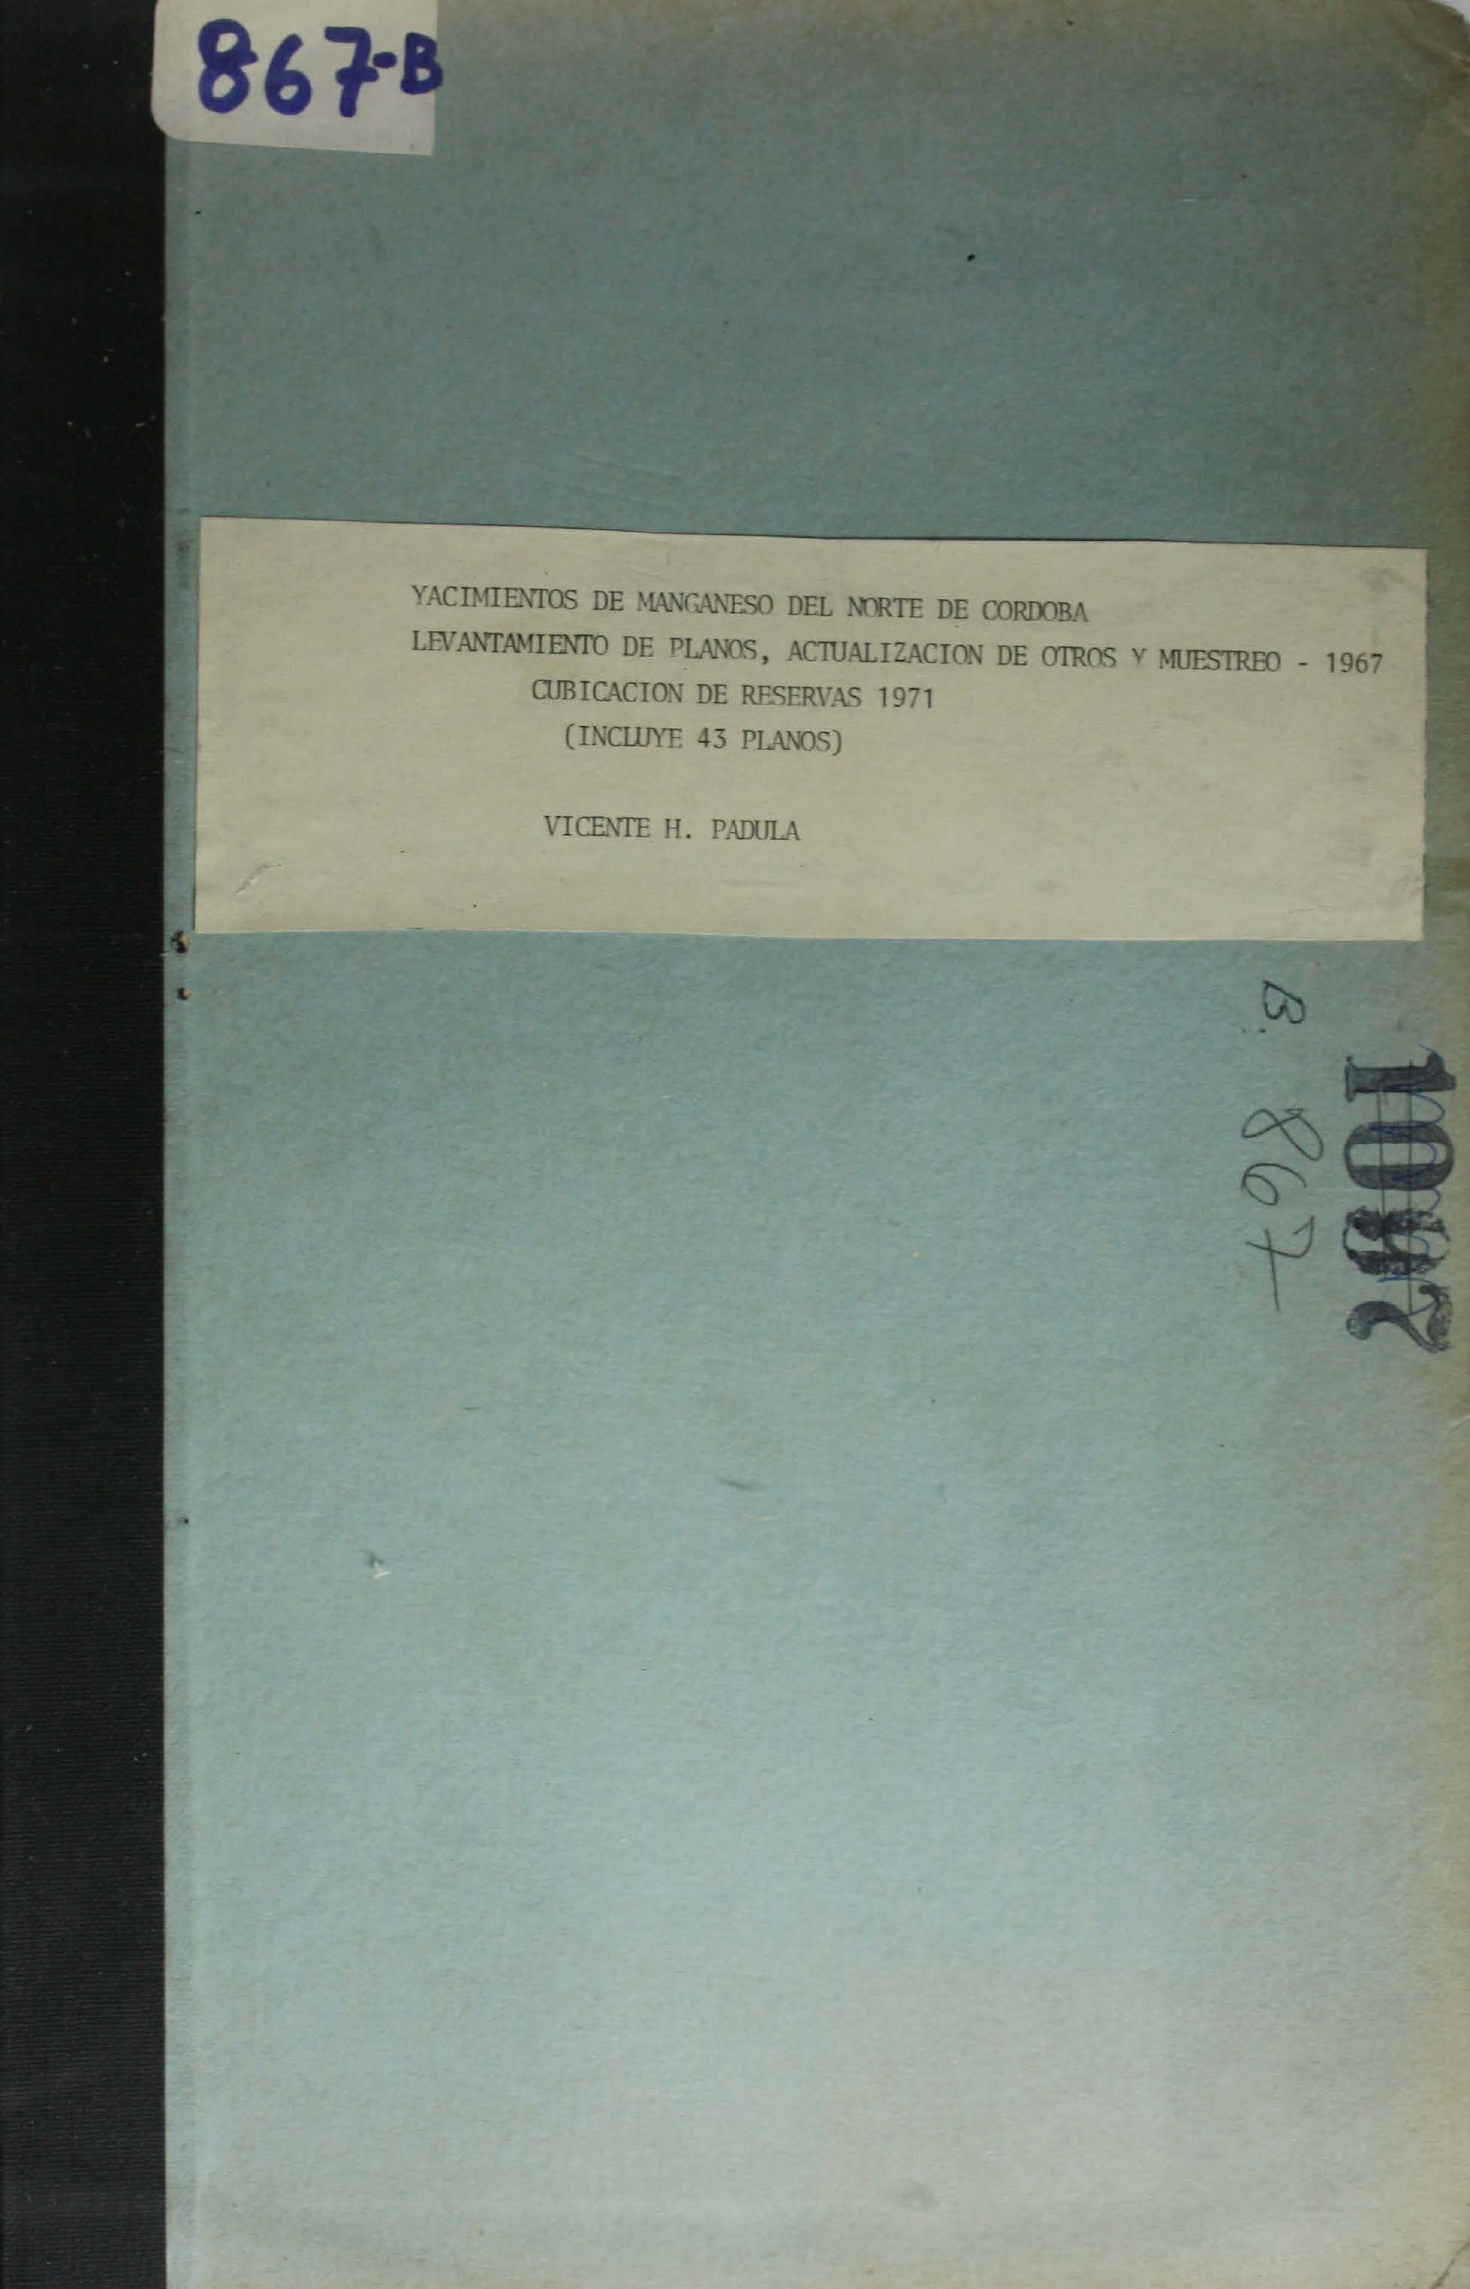 867-B
YACIMIENTOS DE MANGANESO DEL NORTE DE CORDOBA
LEVANTAMIENTO DE PLANOS, ACTUALIZACION DE OTROS Y MUESTREO - 1967
CUBICACION DE RESERVAS 1971
(INCLUYE 43 PLANOS)
VICENTE H. PADULA
B. 867